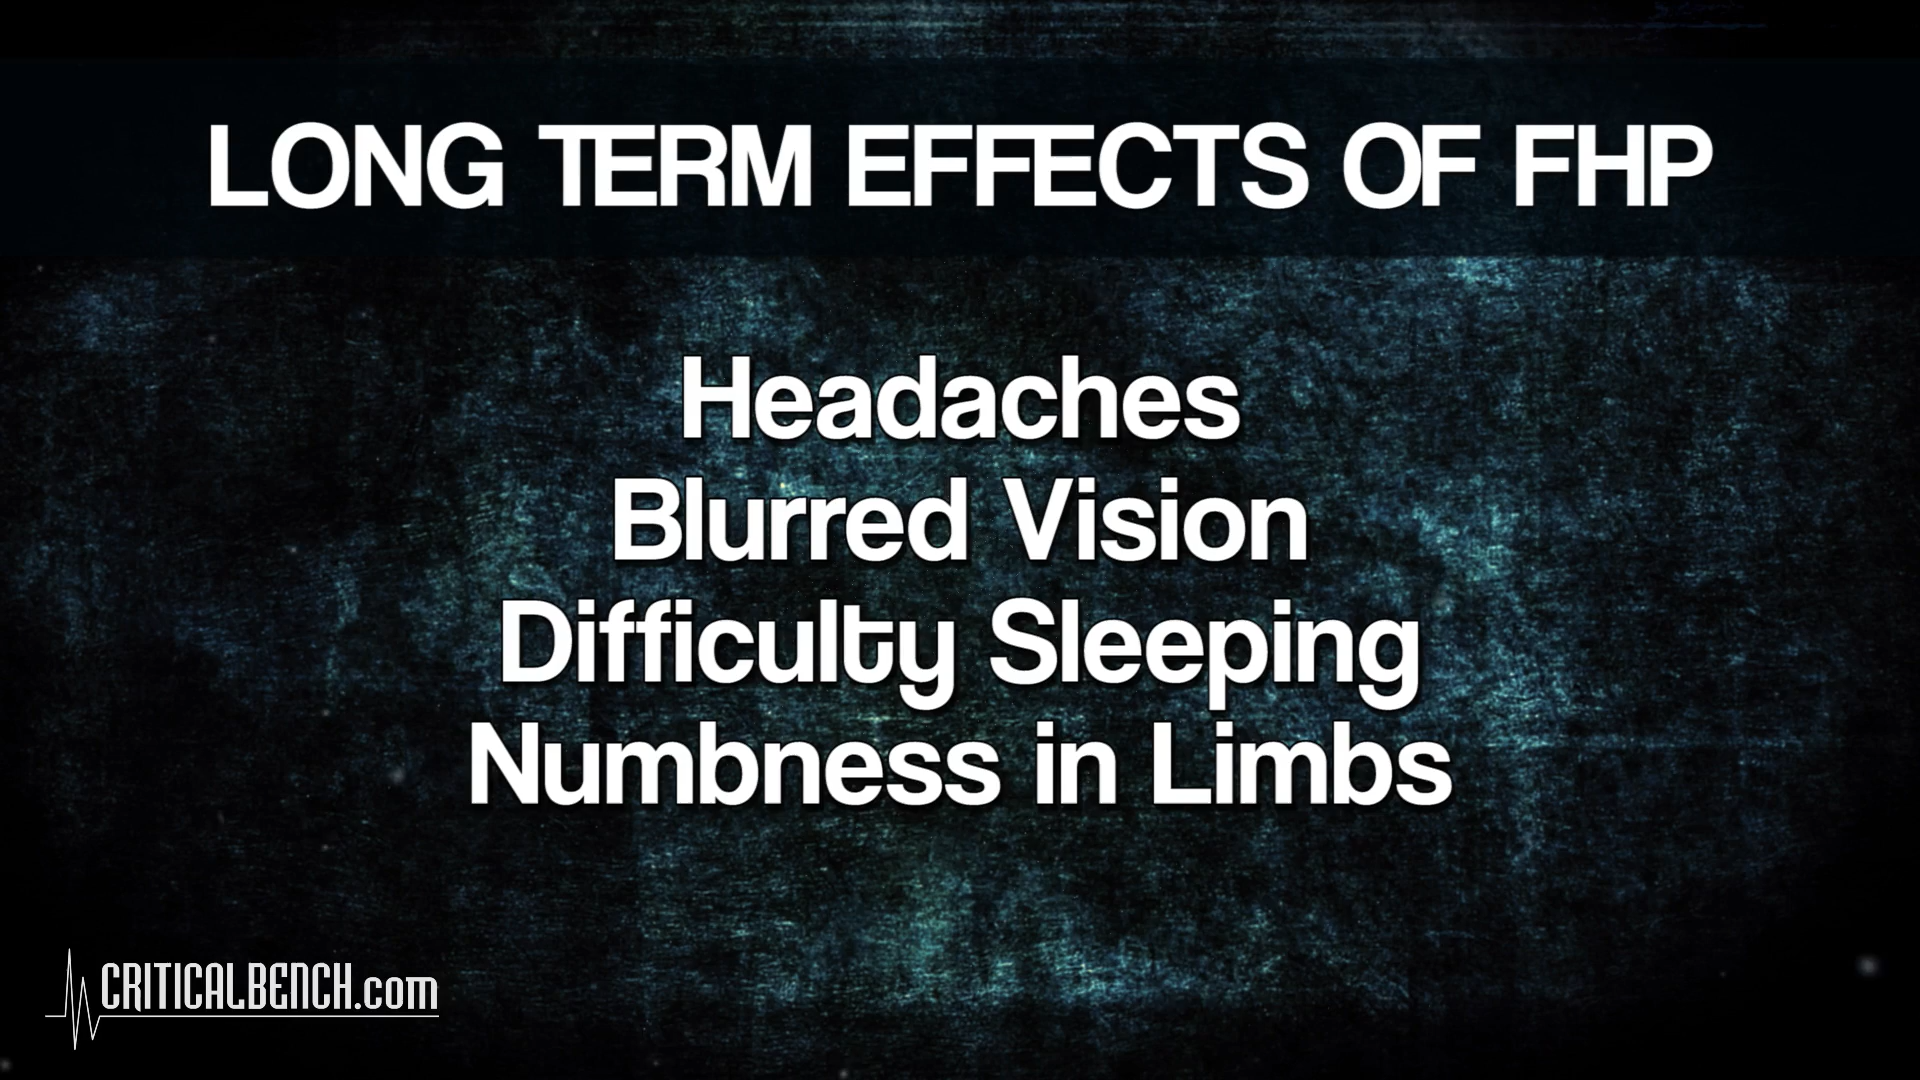 LONG TERM EFFECTS OF FHP
Headaches
Blurred Vision
Difficulty Sleeping
Numbness in Limbs
CRITICALBENCH.com